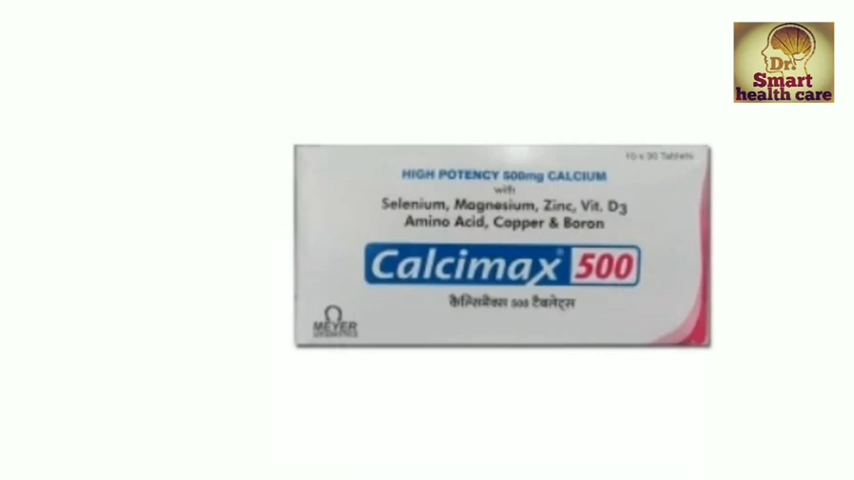 Dr.
Smart
health care
10 x 30 Tablets
HIGH POTENCY 500mg CALCIUM
with
Selenium, Magnesium, Zinc, Vit. D3
Amino Acid, Copper & Boron
Calcimax® 500
कैल्सिमैक्स 500 टैबलेट्स
MEYER